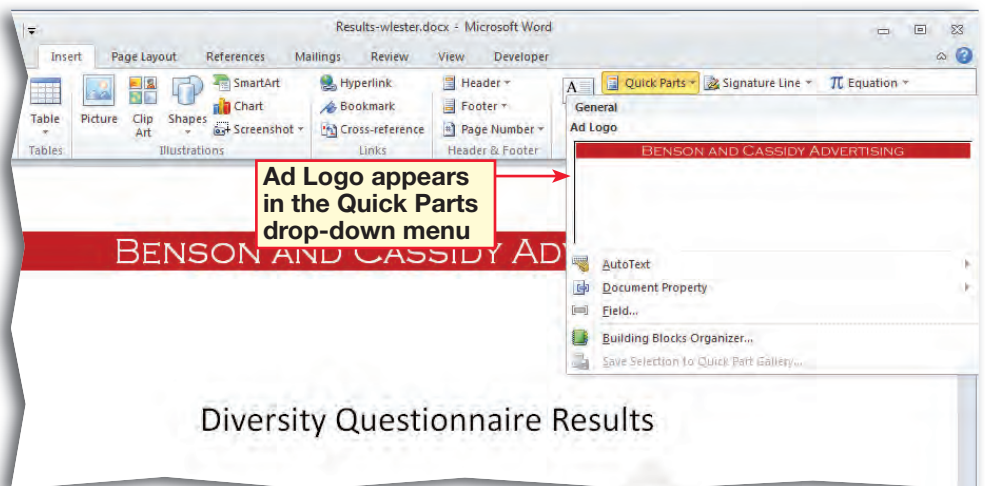 Results-wlester.docx - Microsoft Word
Insert Page Layout References Mailings Review View Developer
Table
Picture
Clip
Art
Shapes
SmartArt
Chart
Screenshot
Hyperlink
Bookmark
Cross-reference
Header
Footer
Page Number
A
Quick Parts
Signature Line
π Equation
Tables Illustrations Links Header & Footer
General
Ad Logo
BENSON AND CASSIDY ADVERTISING
Ad Logo appears
in the Quick Parts
drop-down menu
BENSON AND CASSIDY AD
AutoText
Document Property
Field...
Building Blocks Organizer...
Save Selection to Quick Part Gallery...
Diversity Questionnaire Results